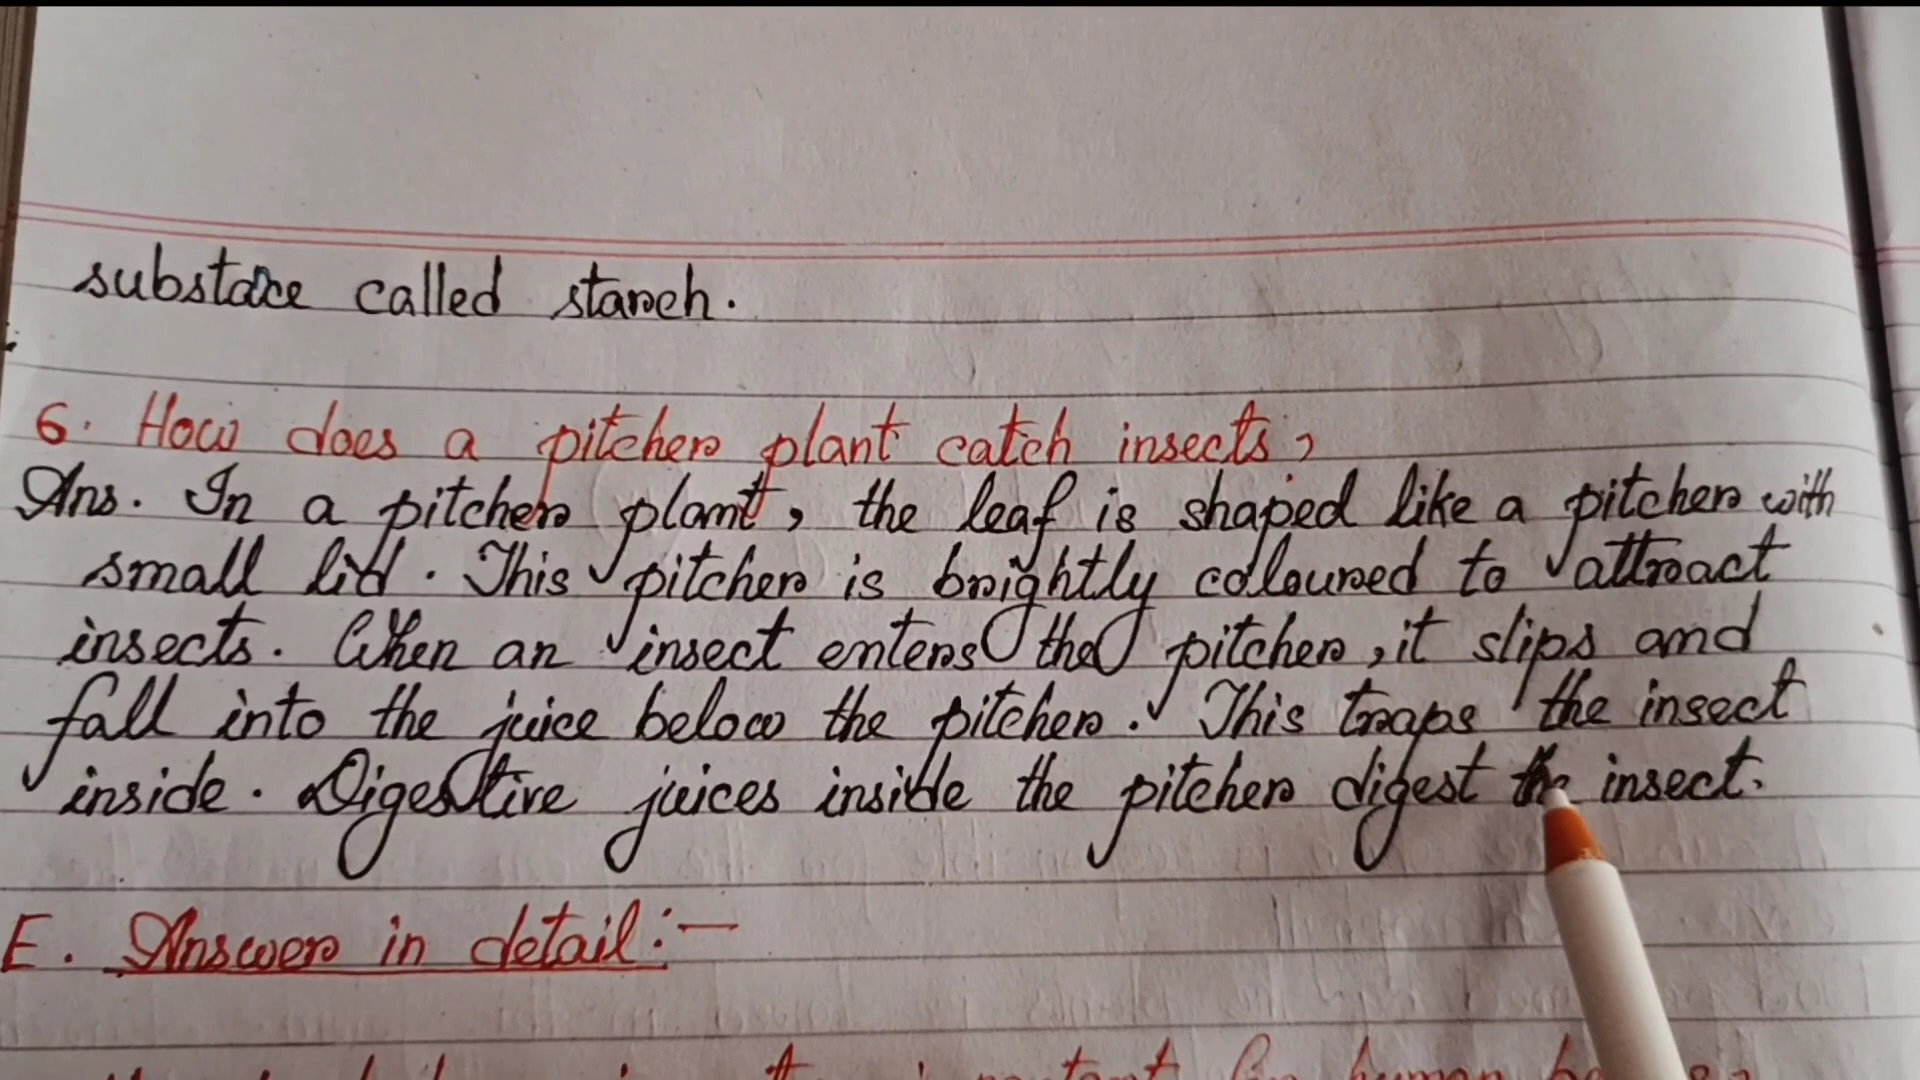 substace called starch.
6. How does a pitcher plant catch insects?
Ans. In a pitcher plant, the leaf is shaped like a pitcher with
small lid. This pitcher is brightly coloured to attract
insects. When an insect enters the pitcher, it slips and
fall into the juice below the pitcher. This traps the insect
inside. Digestive juices inside the pitcher digest the insect.
E. Answer in detail:-
human